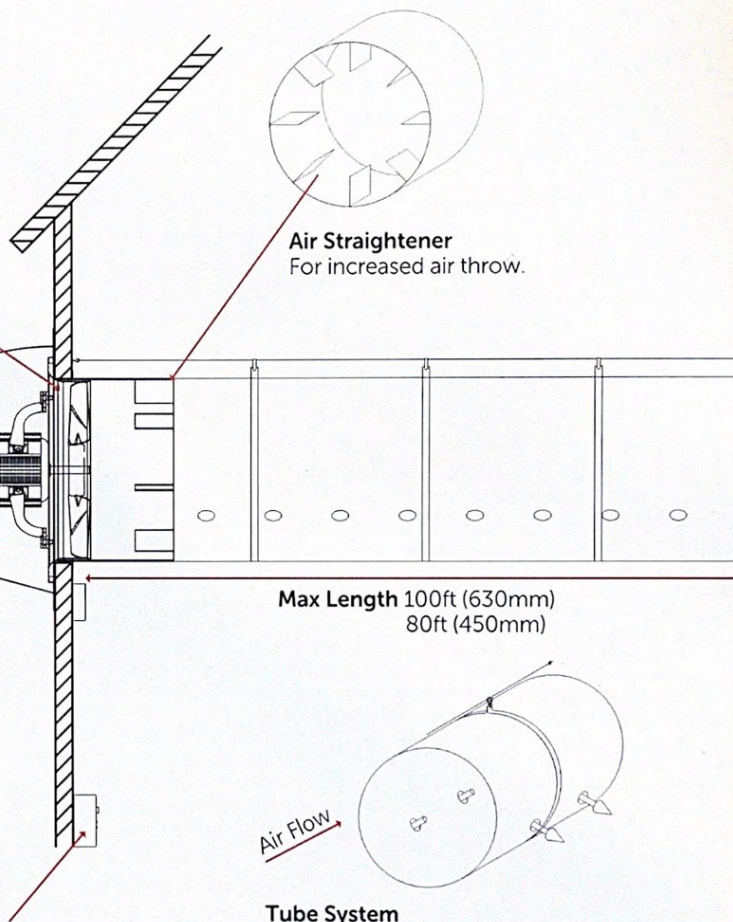 Air Straightener
For increased air throw.
Max Length 100ft (630mm)
80ft (450mm)
Air Flow
Tube System